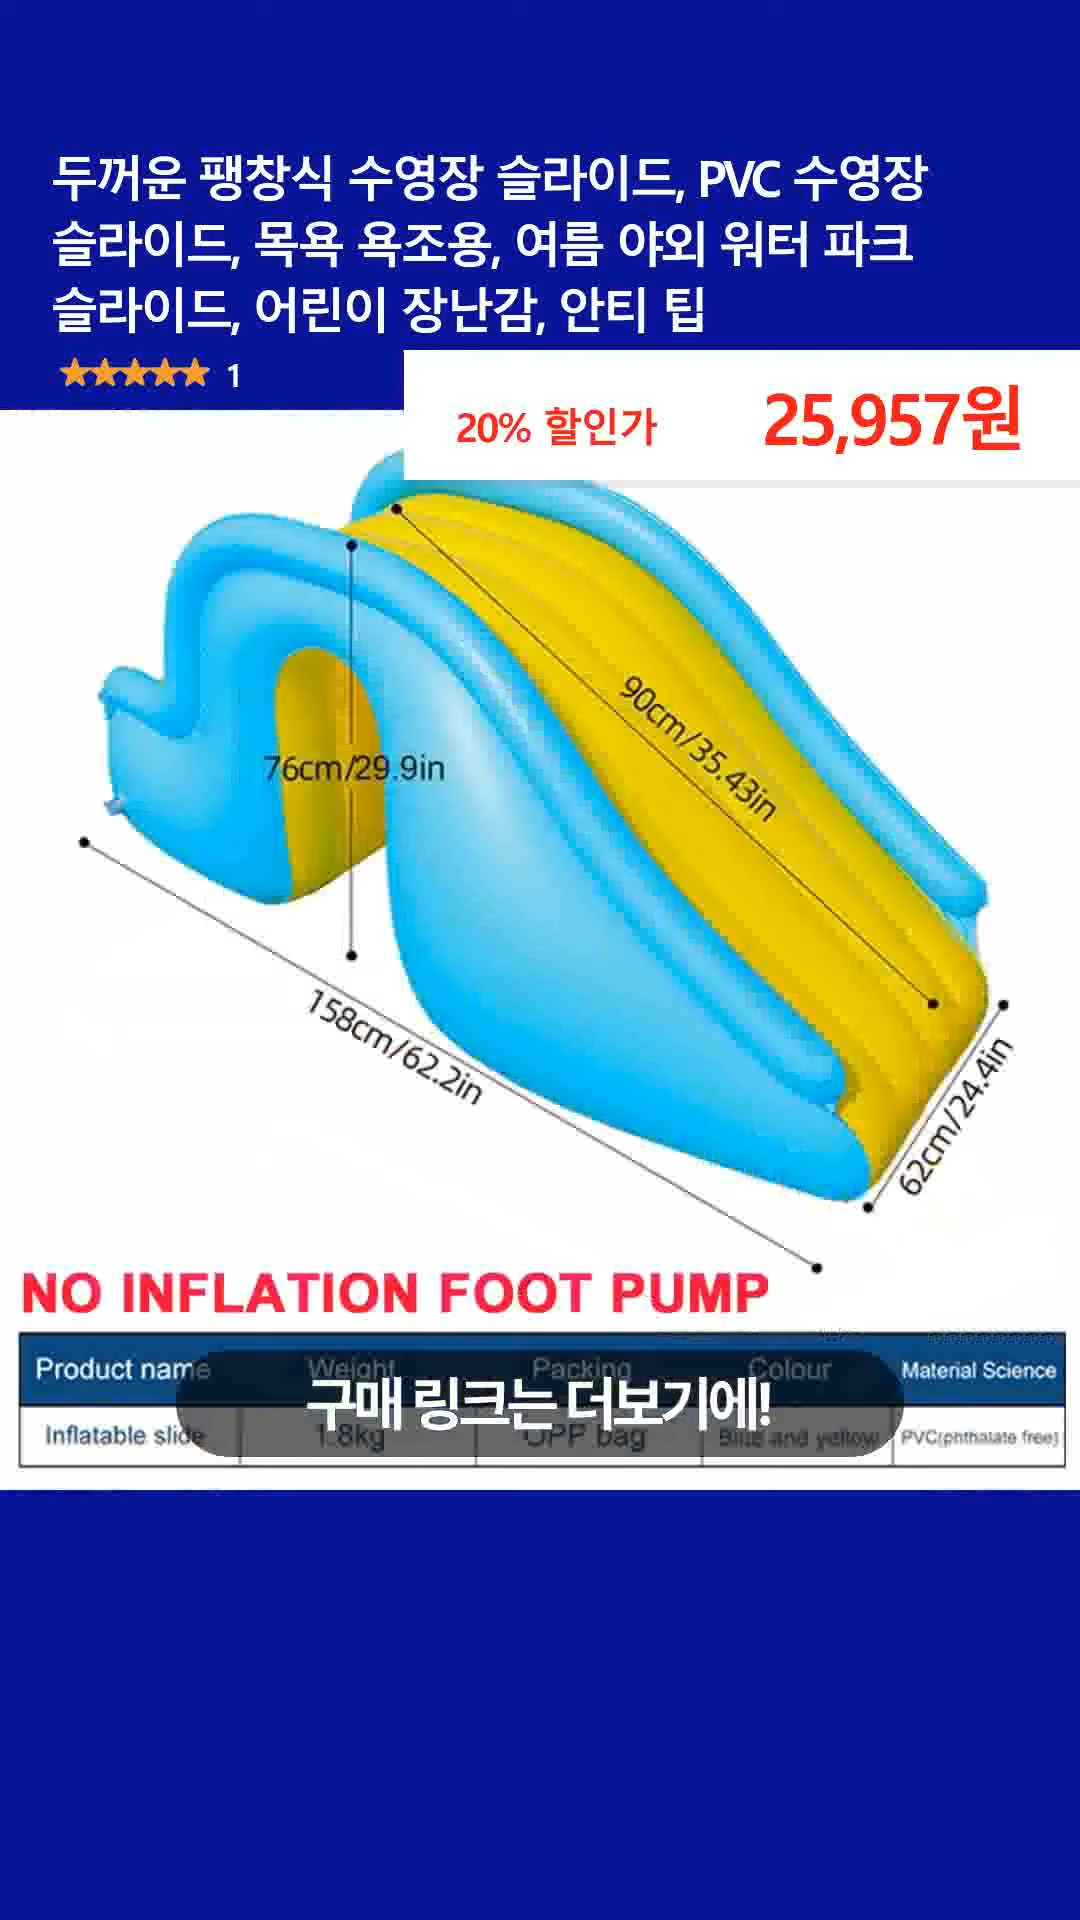 두꺼운 팽창식 수영장 슬라이드, PVC 수영장
슬라이드, 목욕 욕조용, 여름 야외 워터 파크
슬라이드, 어린이 장난감, 안티 팁
1
20% 할인가 25,957원
90cm/35.43in
76cm/29.9in
158cm/62.2in
62cm/24.4in
NO INFLATION FOOT PUMP
Product name Weight Packing Colour Material Science
구매 링크는 더보기에!
Inflatable slide 1.8kg OPP bag Blue and yellow PVC(phthalate free)